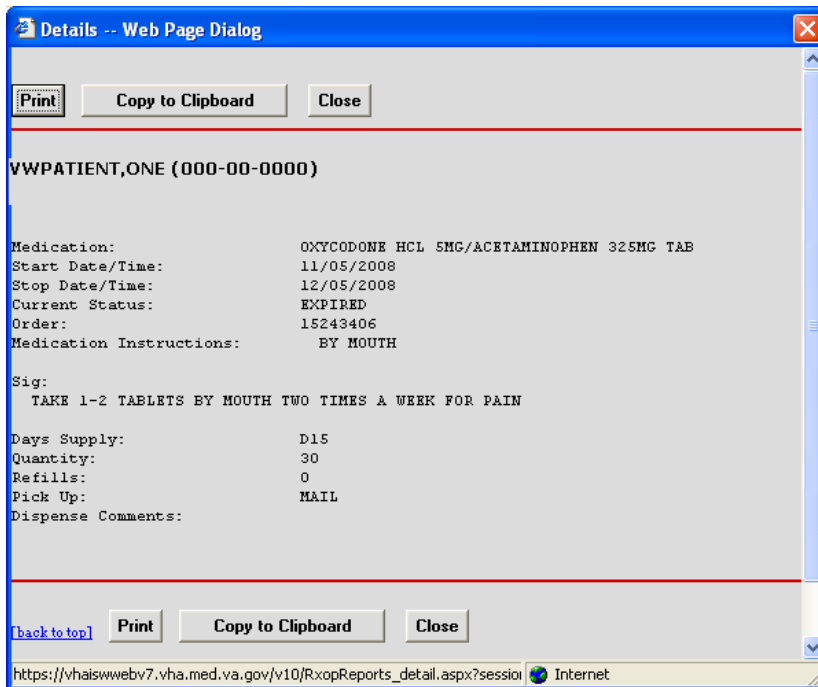 Details -- Web Page Dialog
Print Copy to Clipboard Close
VWPATIENT,ONE (000-00-0000)
Medication: OXYCODONE HCL 5MG/ACETAMINOPHEN 325MG TAB
Start Date/Time: 11/05/2008
Stop Date/Time: 12/05/2008
Current Status: EXPIRED
Order: 15243406
Medication Instructions: BY MOUTH
Sig:
TAKE 1-2 TABLETS BY MOUTH TWO TIMES A WEEK FOR PAIN
Days Supply: D15
Quantity: 30
Refills: 0
Pick Up: MAIL
Dispense Comments:
[back to top] Print Copy to Clipboard Close
https://vhaiswwebv7.vha.med.va.gov/v10/RxopReports_detail.aspx?sessio Internet